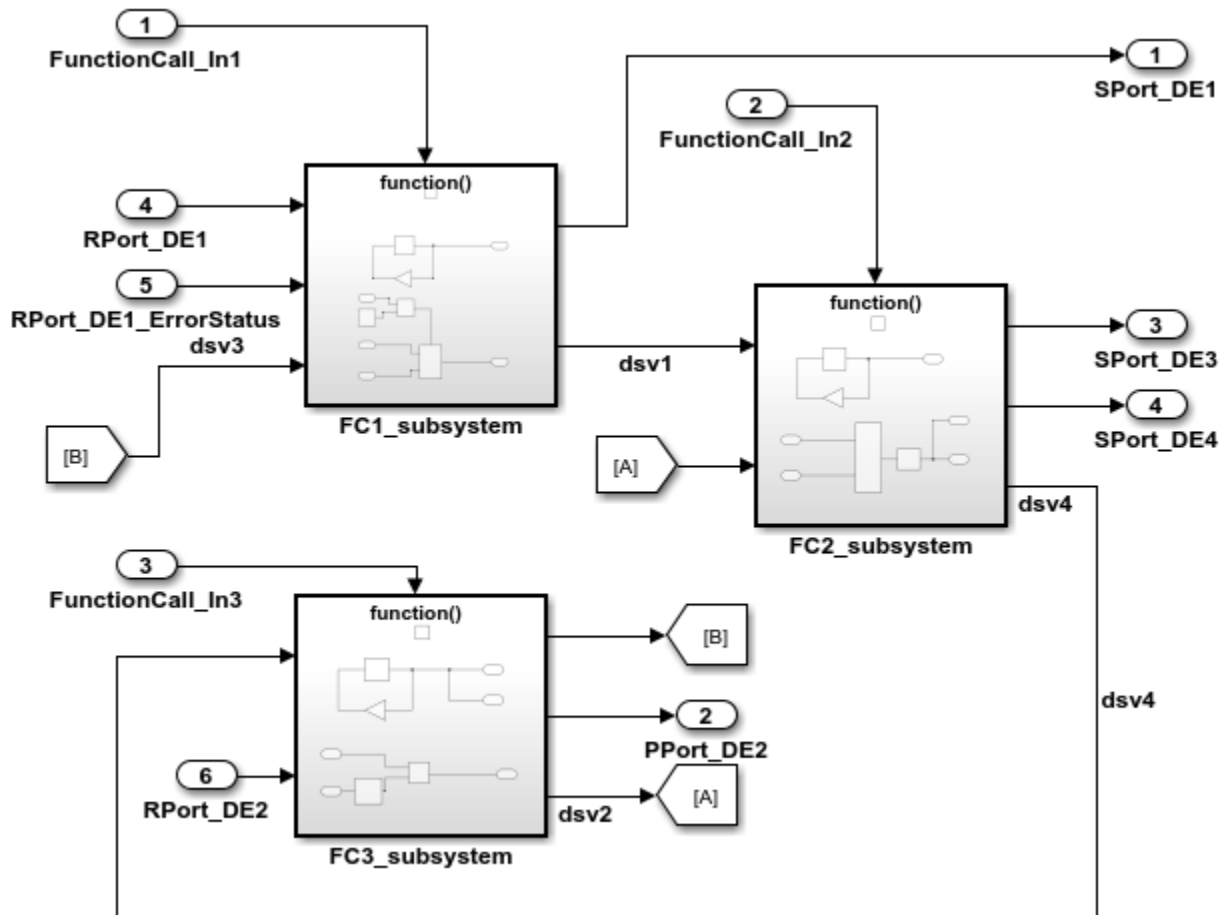 1
FunctionCall_In1
1
SPort_DE1
2
FunctionCall_In2
function()
4
RPort_DE1
5
RPort_DE1_ErrorStatus
dsv3
[B]
FC1_subsystem
dsv1
function()
3
SPort_DE3
4
SPort_DE4
[A]
dsv4
FC2_subsystem
3
FunctionCall_In3
function()
[B]
dsv4
2
PPort_DE2
6
RPort_DE2
[A]
dsv2
FC3_subsystem